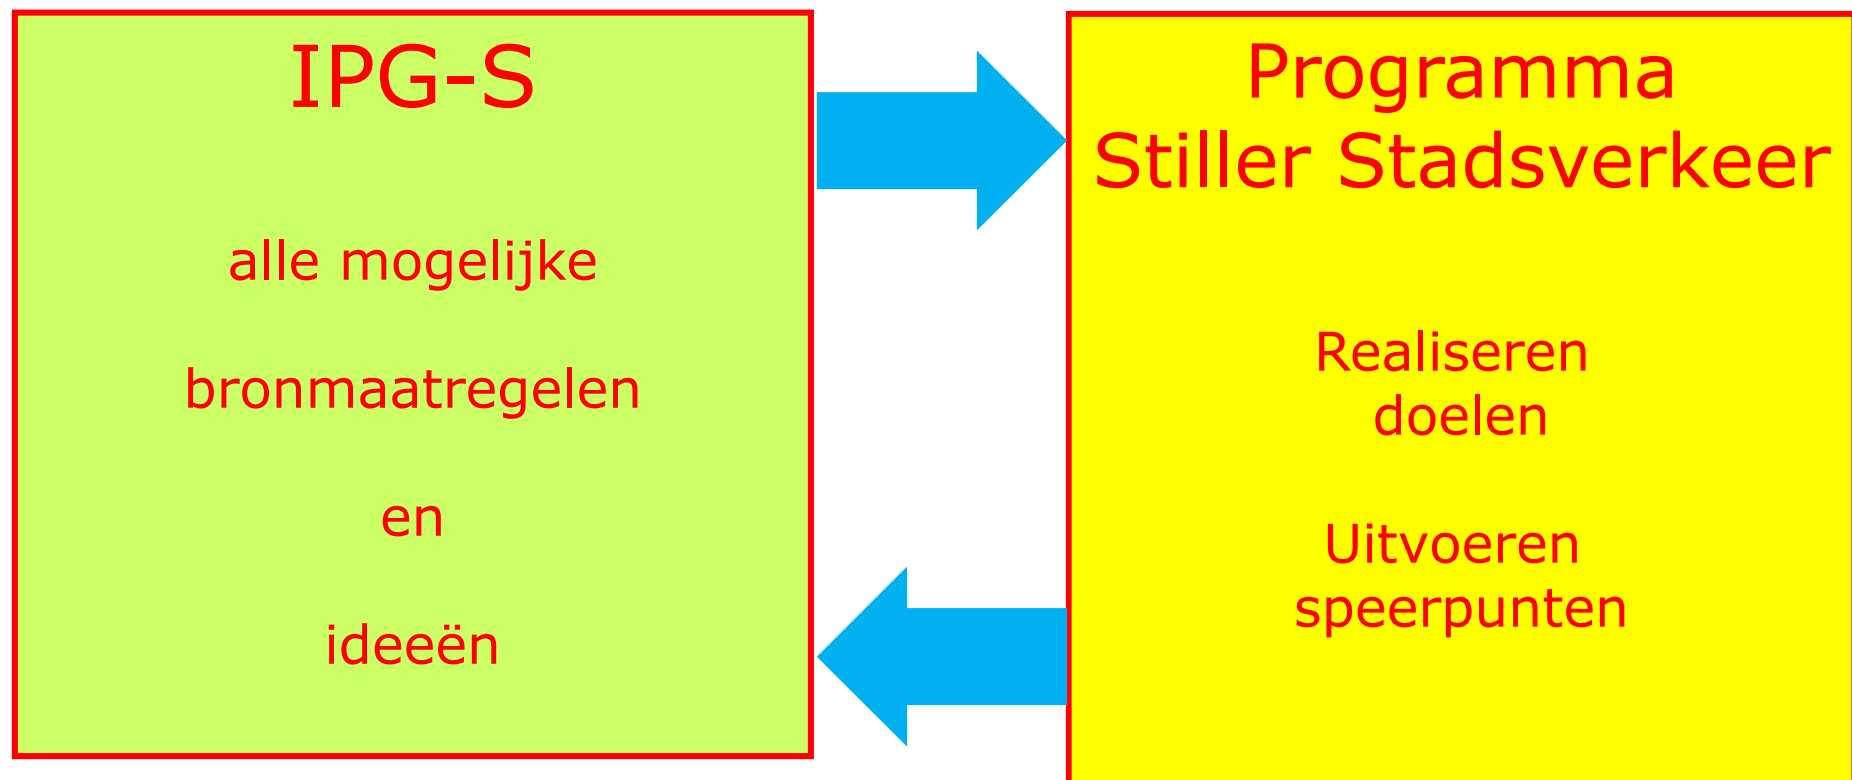 IPG-S
alle mogelijke
bronmaatregelen
en
ideeën
Programma
Stiller Stadsverkeer
Realiseren
doelen
Uitvoeren
speerpunten